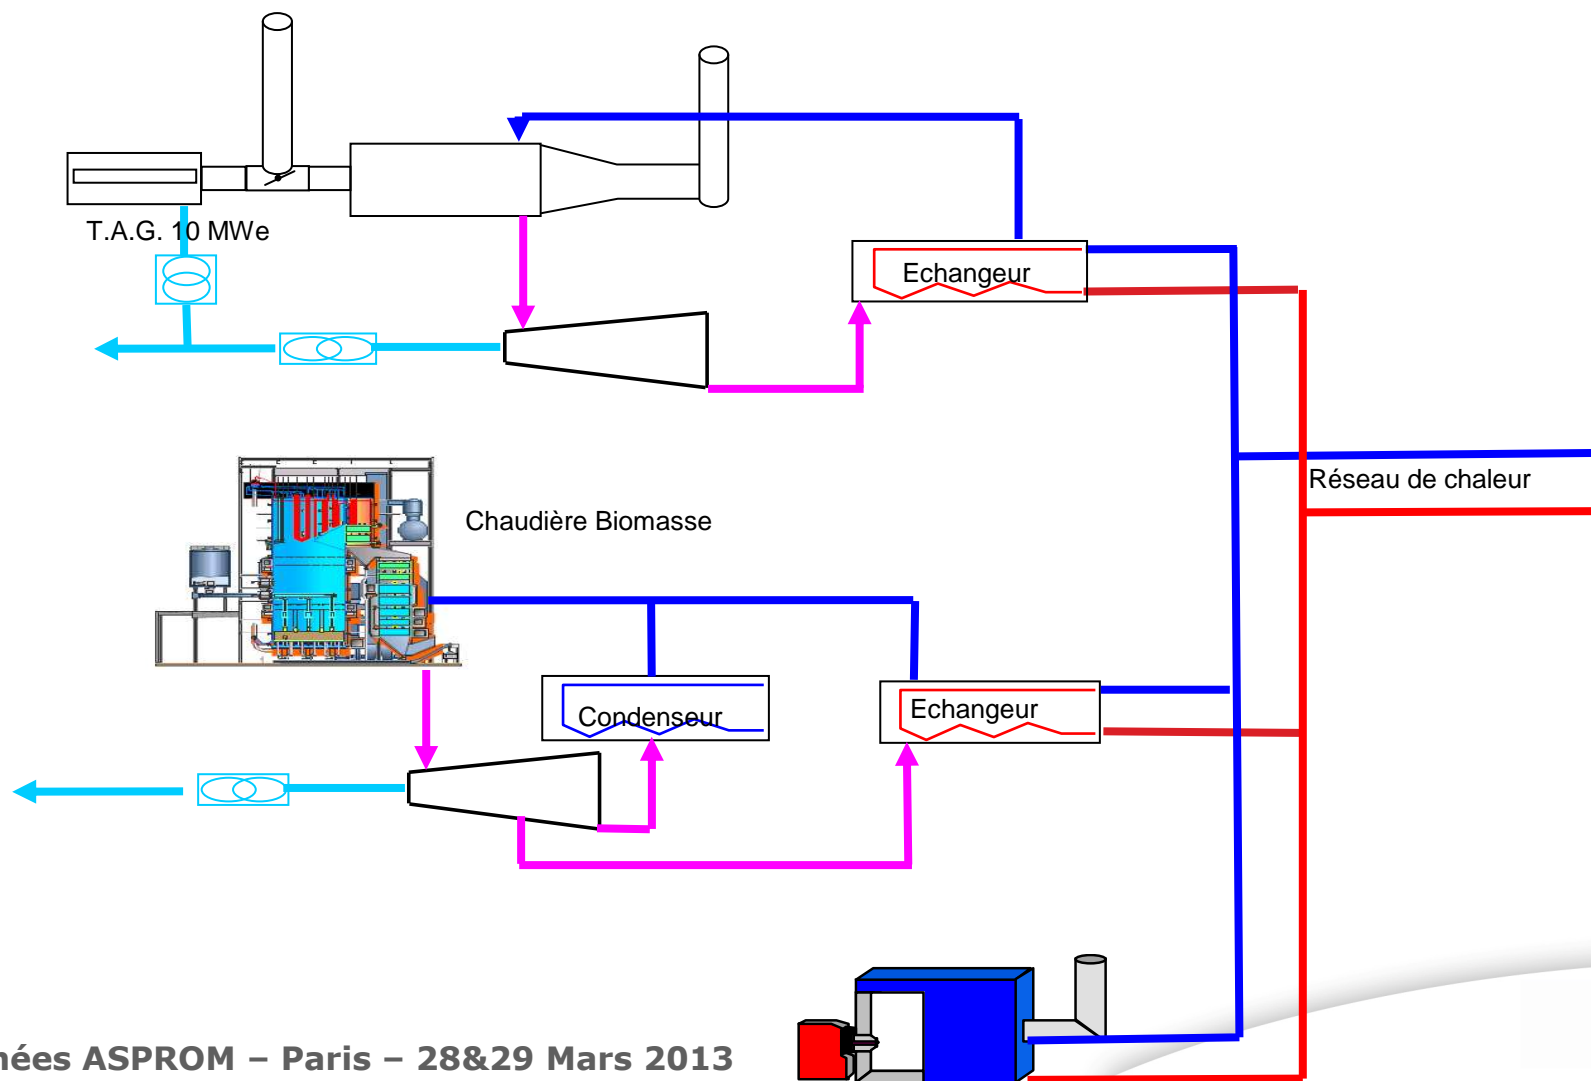 T.A.G. 10 MWe
Echangeur
Réseau de chaleur
Chaudière Biomasse
Condenseur
Echangeur
nées ASPROM – Paris – 28&29 Mars 2013